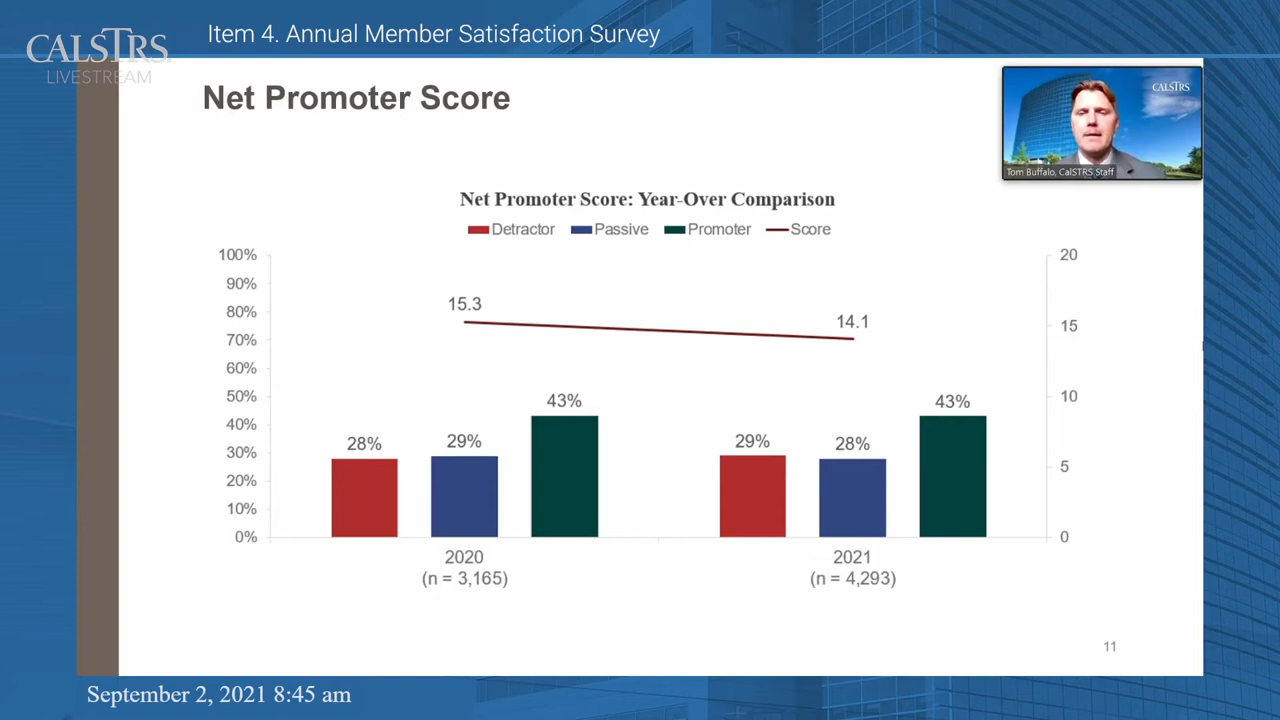 Item 4. Annual Member Satisfaction Survey
CALSTRS
LIVESTREAM
Net Promoter Score
CALSTRS
Tom Buffalo, CalSTRS Staff
Net Promoter Score: Year-Over Comparison
Detractor Passive Promoter Score
100% 20
90%
15.3
80%
14.1
15
70%
60%
50% 10
43% 43%
40%
28% 29% 29% 28%
30%
5
20%
10%
0% 0
2020 2021
(n = 3,165) (n = 4,293)
11
September 2, 2021 8:45 am